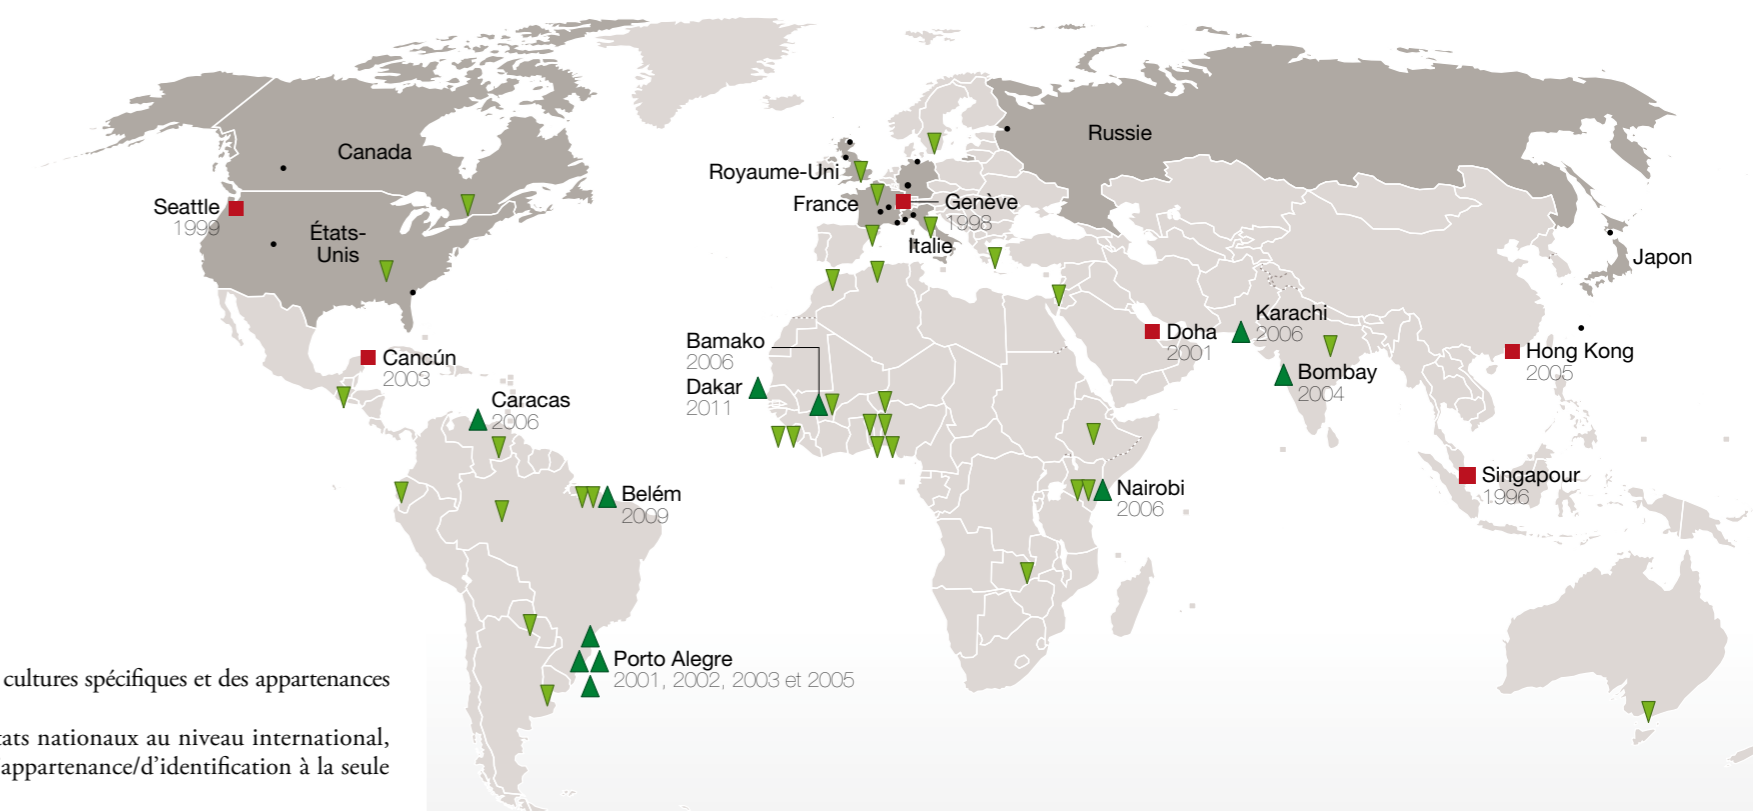 Canada
Russie
Royaume-Uni
Seattle
1999
France
Genève
1998
États-
Unis
Italie
Japon
Karachi
2006
Doha
2001
Bamako
2006
Hong Kong
2005
Cancún
2003
Bombay
2004
Dakar
2011
Caracas
2006
Singapour
1996
Nairobi
2006
Belém
2009
Porto Alegre
2001, 2002, 2003 et 2005
cultures spécifiques et des appartenances
tats nationaux au niveau international,
appartenance/d’identification à la seule